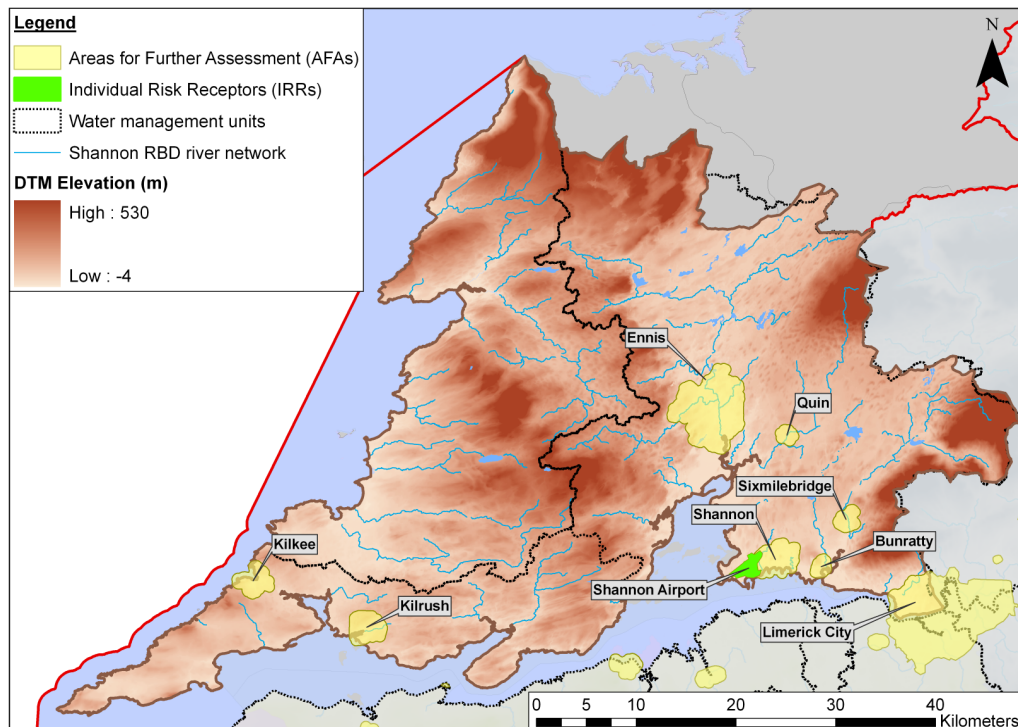 Legend
Areas for Further Assessment (AFAs)
Individual Risk Receptors (IRRs)
Water management units
Shannon RBD river network
DTM Elevation (m)
High : 530
Low : -4
N
Ennis
Quin
Sixmilebridge
Shannon
Bunratty
Kilkee
Shannon Airport
Kilrush
Limerick City
0 5 10 20 30 40
Kilometers